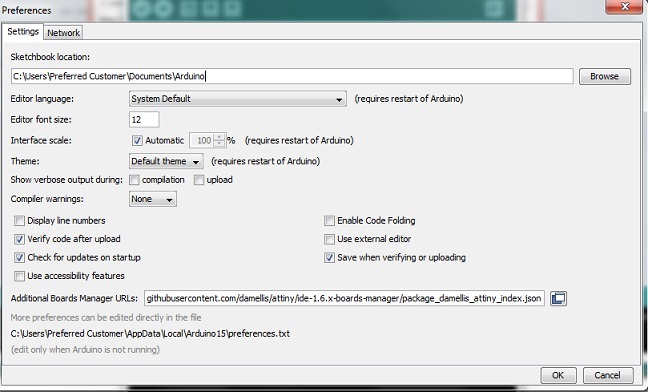 Preferences
Settings Network
Sketchbook location:
C:\Users\Preferred Customer\Documents\Arduino Browse
Editor language: System Default (requires restart of Arduino)
Editor font size: 12
Interface scale: Automatic 100 % (requires restart of Arduino)
Theme: Default theme (requires restart of Arduino)
Show verbose output during: compilation upload
Compiler warnings: None
Display line numbers Enable Code Folding
Verify code after upload Use external editor
Check for updates on startup Save when verifying or uploading
Use accessibility features
Additional Boards Manager URLs: githubusercontent.com/damellis/attiny/ide-1.6.x-boards-manager/package_damellis_attiny_index.json
More preferences can be edited directly in the file
C:\Users\Preferred Customer\AppData\Local\Arduino15\preferences.txt
(edit only when Arduino is not running)
OK Cancel